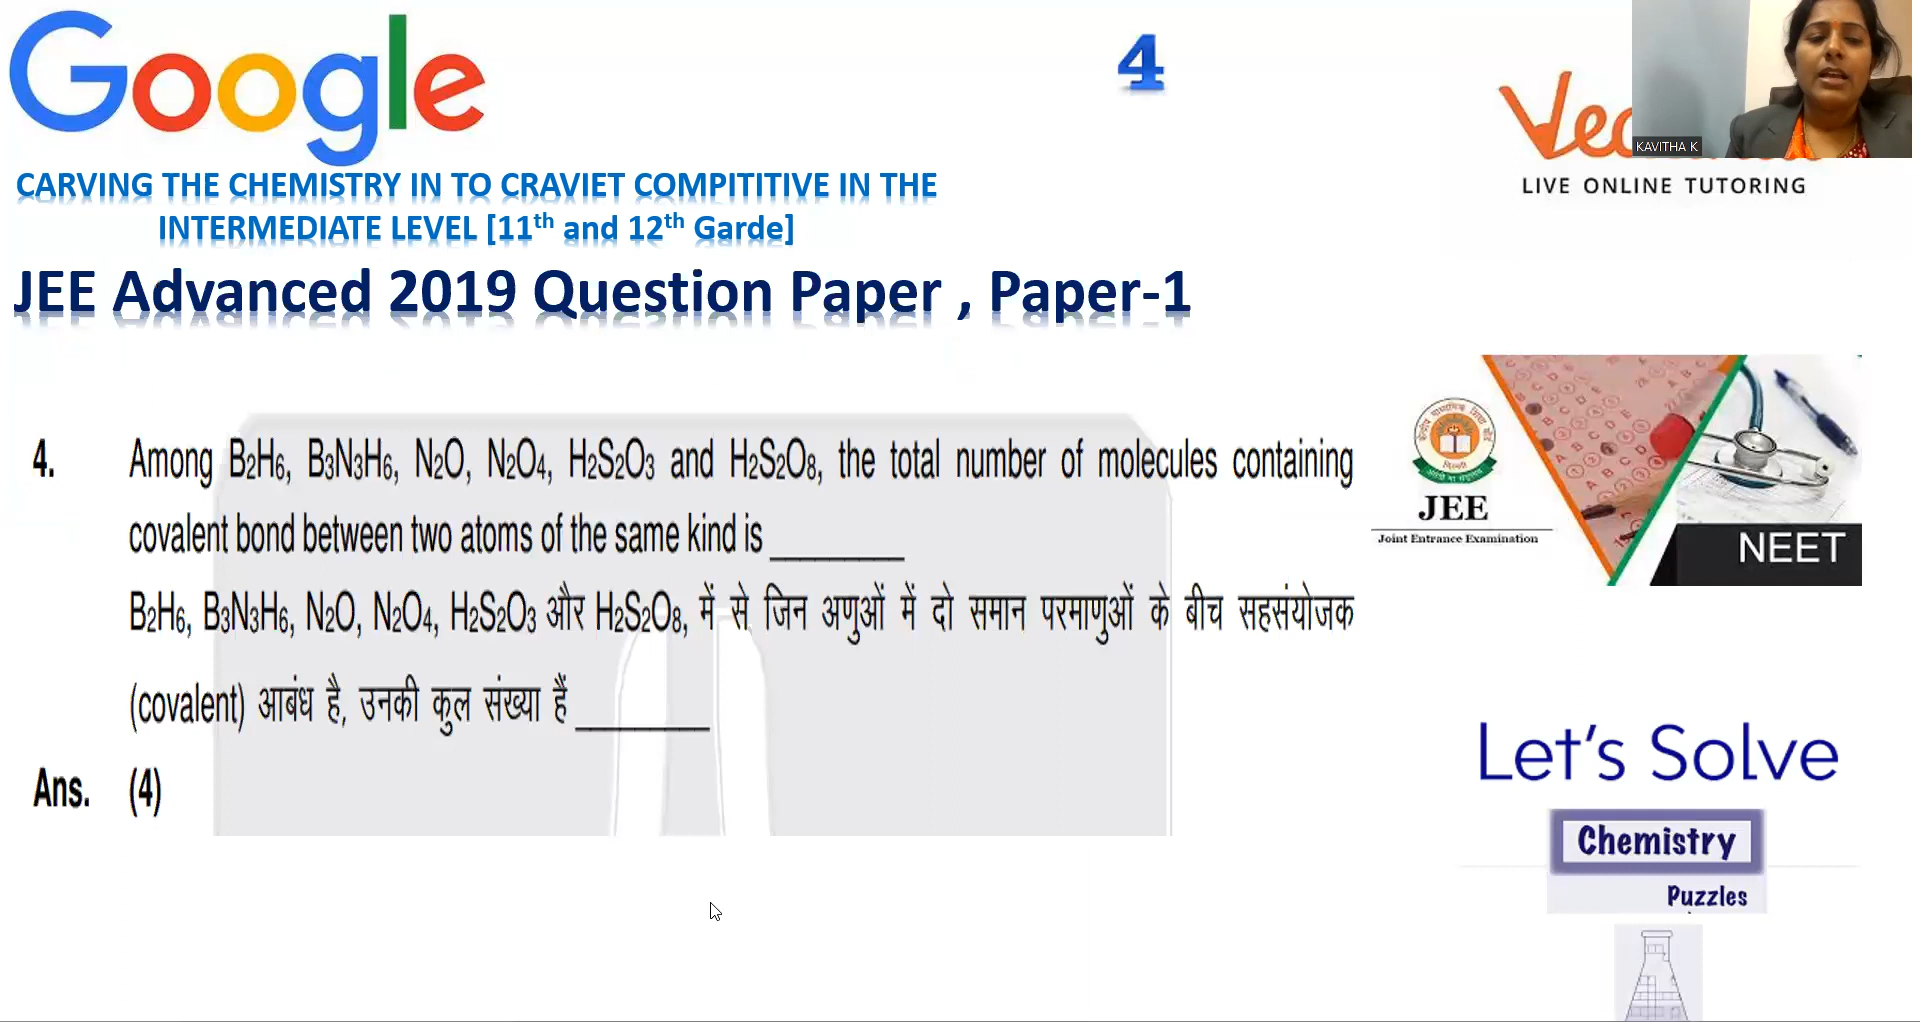 Google
4
Ved
KAVITHA K
LIVE ONLINE TUTORING
CARVING THE CHEMISTRY IN TO CRAVIET COMPITITIVE IN THE
INTERMEDIATE LEVEL [11th and 12th Garde]
JEE Advanced 2019 Question Paper , Paper-1
4. Among B2H6, B3N3H6, N2O, N2O4, H2S2O3 and H2S2O8, the total number of molecules containing
covalent bond between two atoms of the same kind is ________
B2H6, B3N3H6, N2O, N2O4, H2S2O3 और H2S2O8, में से जिन अणुओं में दो समान परमाणुओं के बीच सहसंयोजक
(covalent) आबंध है, उनकी कुल संख्या हैं ________
Ans. (4)
JEE
Joint Entrance Examination
NEET
Let's Solve
Chemistry
Puzzles